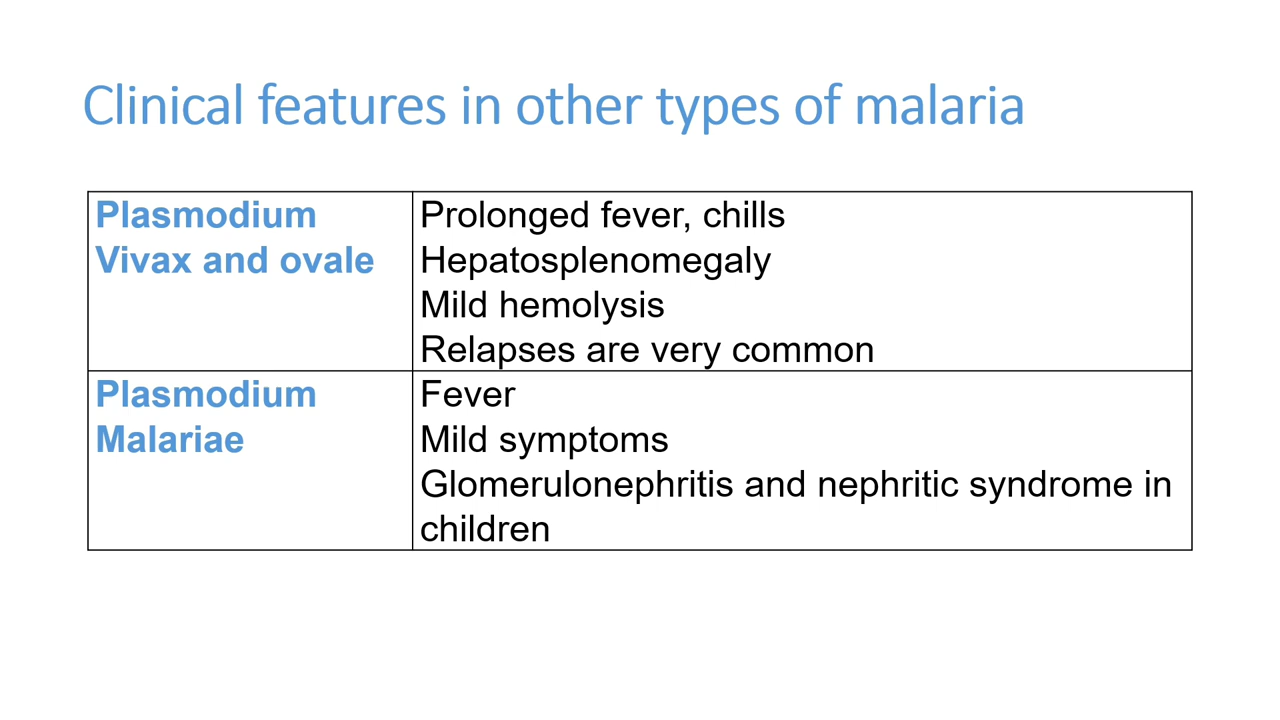 Clinical features in other types of malaria
Plasmodium
Vivax and ovale
Prolonged fever, chills
Hepatosplenomegaly
Mild hemolysis
Relapses are very common
Plasmodium
Malariae
Fever
Mild symptoms
Glomerulonephritis and nephritic syndrome in
children